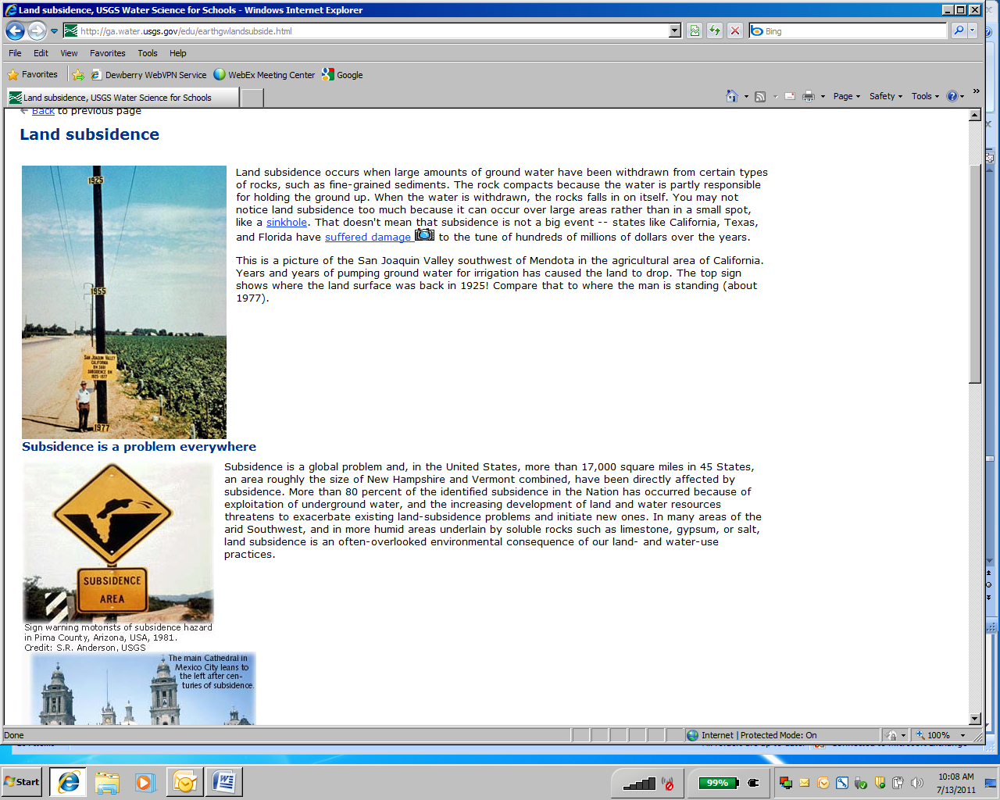 Land subsidence, USGS Water Science for Schools - Windows Internet Explorer
http://ga.water.usgs.gov/edu/earthgwlandsubside.html
Bing
File Edit View Favorites Tools Help
Favorites Dewberry WebVPN Service WebEx Meeting Center Google
Land subsidence, USGS Water Science for Schools
Page Safety Tools »
Back to previous page
Land subsidence
1925
1955
SAN JOAQUIN VALLEY
CALIFORNIA
BM S661
SUBSIDENCE 9M
1925-1977
1977
Land subsidence occurs when large amounts of ground water have been withdrawn from certain types
of rocks, such as fine-grained sediments. The rock compacts because the water is partly responsible
for holding the ground up. When the water is withdrawn, the rocks falls in on itself. You may not
notice land subsidence too much because it can occur over large areas rather than in a small spot,
like a sinkhole. That doesn't mean that subsidence is not a big event -- states like California, Texas,
and Florida have suffered damage to the tune of hundreds of millions of dollars over the years.
This is a picture of the San Joaquin Valley southwest of Mendota in the agricultural area of California.
Years and years of pumping ground water for irrigation has caused the land to drop. The top sign
shows where the land surface was back in 1925! Compare that to where the man is standing (about
1977).
Subsidence is a problem everywhere
SUBSIDENCE
AREA
Sign warning motorists of subsidence hazard
in Pima County, Arizona, USA, 1981.
Credit: S.R. Anderson, USGS
Subsidence is a global problem and, in the United States, more than 17,000 square miles in 45 States,
an area roughly the size of New Hampshire and Vermont combined, have been directly affected by
subsidence. More than 80 percent of the identified subsidence in the Nation has occurred because of
exploitation of underground water, and the increasing development of land and water resources
threatens to exacerbate existing land-subsidence problems and initiate new ones. In many areas of the
arid Southwest, and in more humid areas underlain by soluble rocks such as limestone, gypsum, or salt,
land subsidence is an often-overlooked environmental consequence of our land- and water-use
practices.
The main Cathedral in
Mexico City leans to
the left after cen-
turies of subsidence.
Done
Internet | Protected Mode: On
100%
Start
99%
10:08 AM
7/13/2011